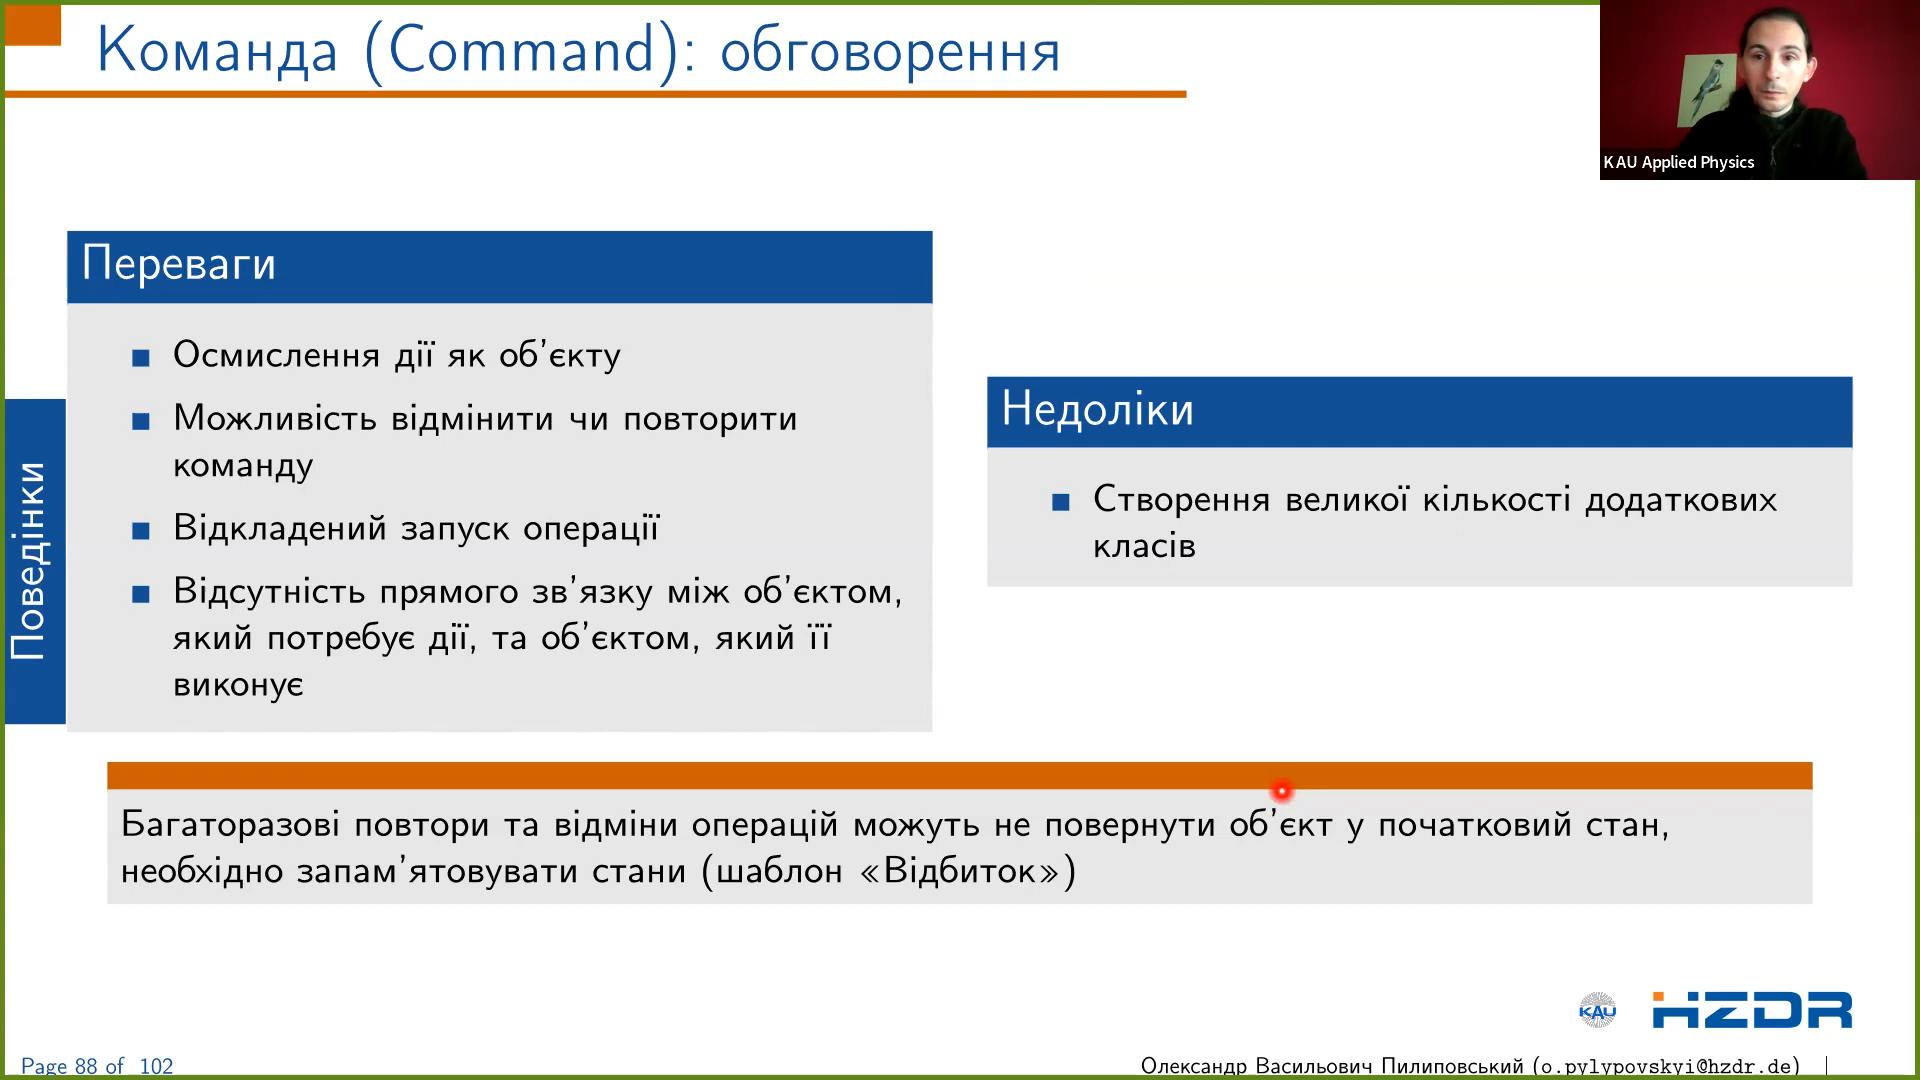 Команда (Command): обговорення
KAU Applied Physics
Переваги
Осмислення дії як об’єкту
Можливість відмінити чи повторити
команду
Відкладений запуск операції
Відсутність прямого зв’язку між об’єктом,
який потребує дії, та об’єктом, який її
виконує
Недоліки
Створення великої кількості додаткових
класів
Поведінки
Багаторазові повтори та відміни операцій можуть не повернути об’єкт у початковий стан,
необхідно запам’ятовувати стани (шаблон «Відбиток»)
KAU
HZDR
Page 88 of 102
Олександр Васильович Пилиповський (o.pylypovskyi@hzdr.de)